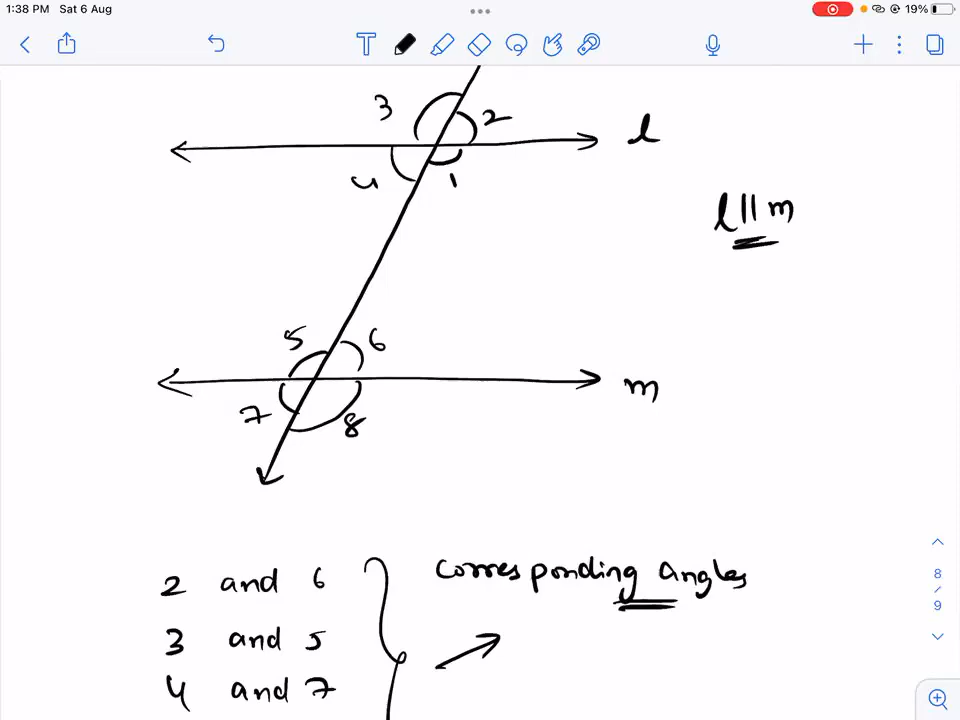 1:38 PM Sat 6 Aug 19%
T
3 2
l
4 1
l || m
5 6
m
7 8
2 and 6
corresponding angles
3 and 5
4 and 7
8 / 9